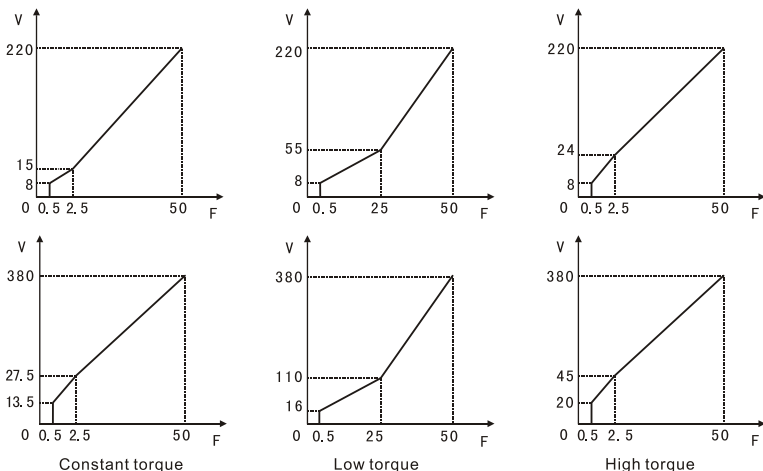 V V V
220 220 220
15 55 24
8 8 8
0 0.5 2.5 50 F 0 0.5 25 50 F 0 0.5 2.5 50 F
V V V
380 380 380
27.5 110 45
13.5 16 20
0 0.5 2.5 50 F 0 0.5 25 50 F 0 0.5 2.5 50 F
Constant torque Low torque High torque